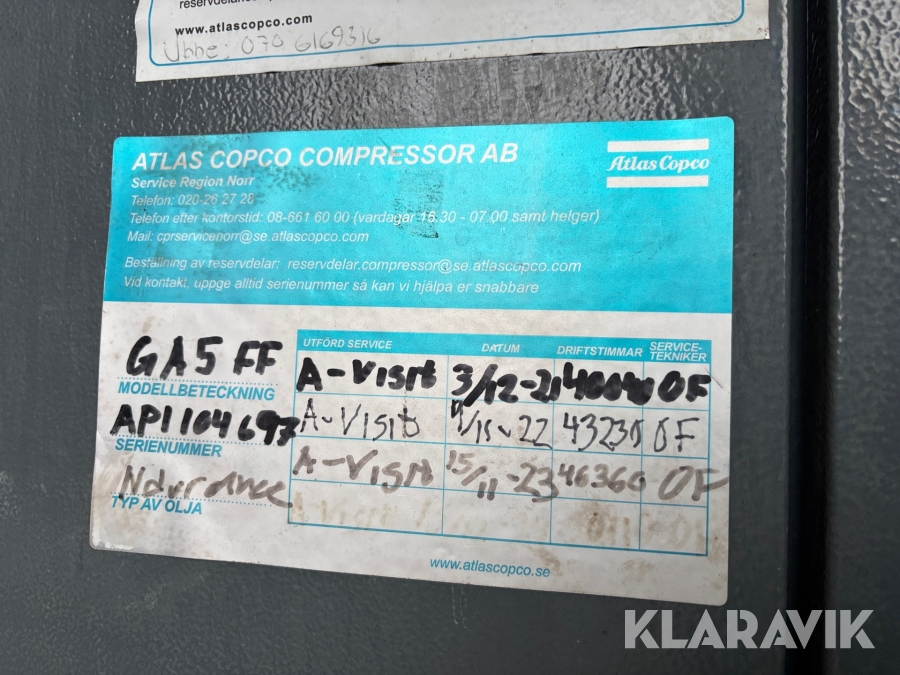 www.atlascopco.com
Ubbe: 070 6169316
ATLAS COPCO COMPRESSOR AB
Atlas Copco
Service Region Norr
Telefon: 020-26 27 20
Telefon efter kontorstid: 08-661 60 00 (vardagar 16.30 - 07.00 samt helger)
Mail: cprservicenorr@se.atlascopco.com
Beställning av reservdelar: reservdelar.compressor@se.atlascopco.com
Vid kontakt, uppge alltid serienummer så kan vi hjälpa er snabbare
GA5 FF
MODELLBETECKNING
API1104697
SERIENUMMER
TYP AV OLJA
UTFÖRD SERVICE DATUM DRIFTSTIMMAR SERVICE-TEKNIKER
A-Visit 3/12-21 OF
A-Visit 43230 OF
A-Visit 15/11-23 46360 OF
www.atlascopco.se
KLARAVIK